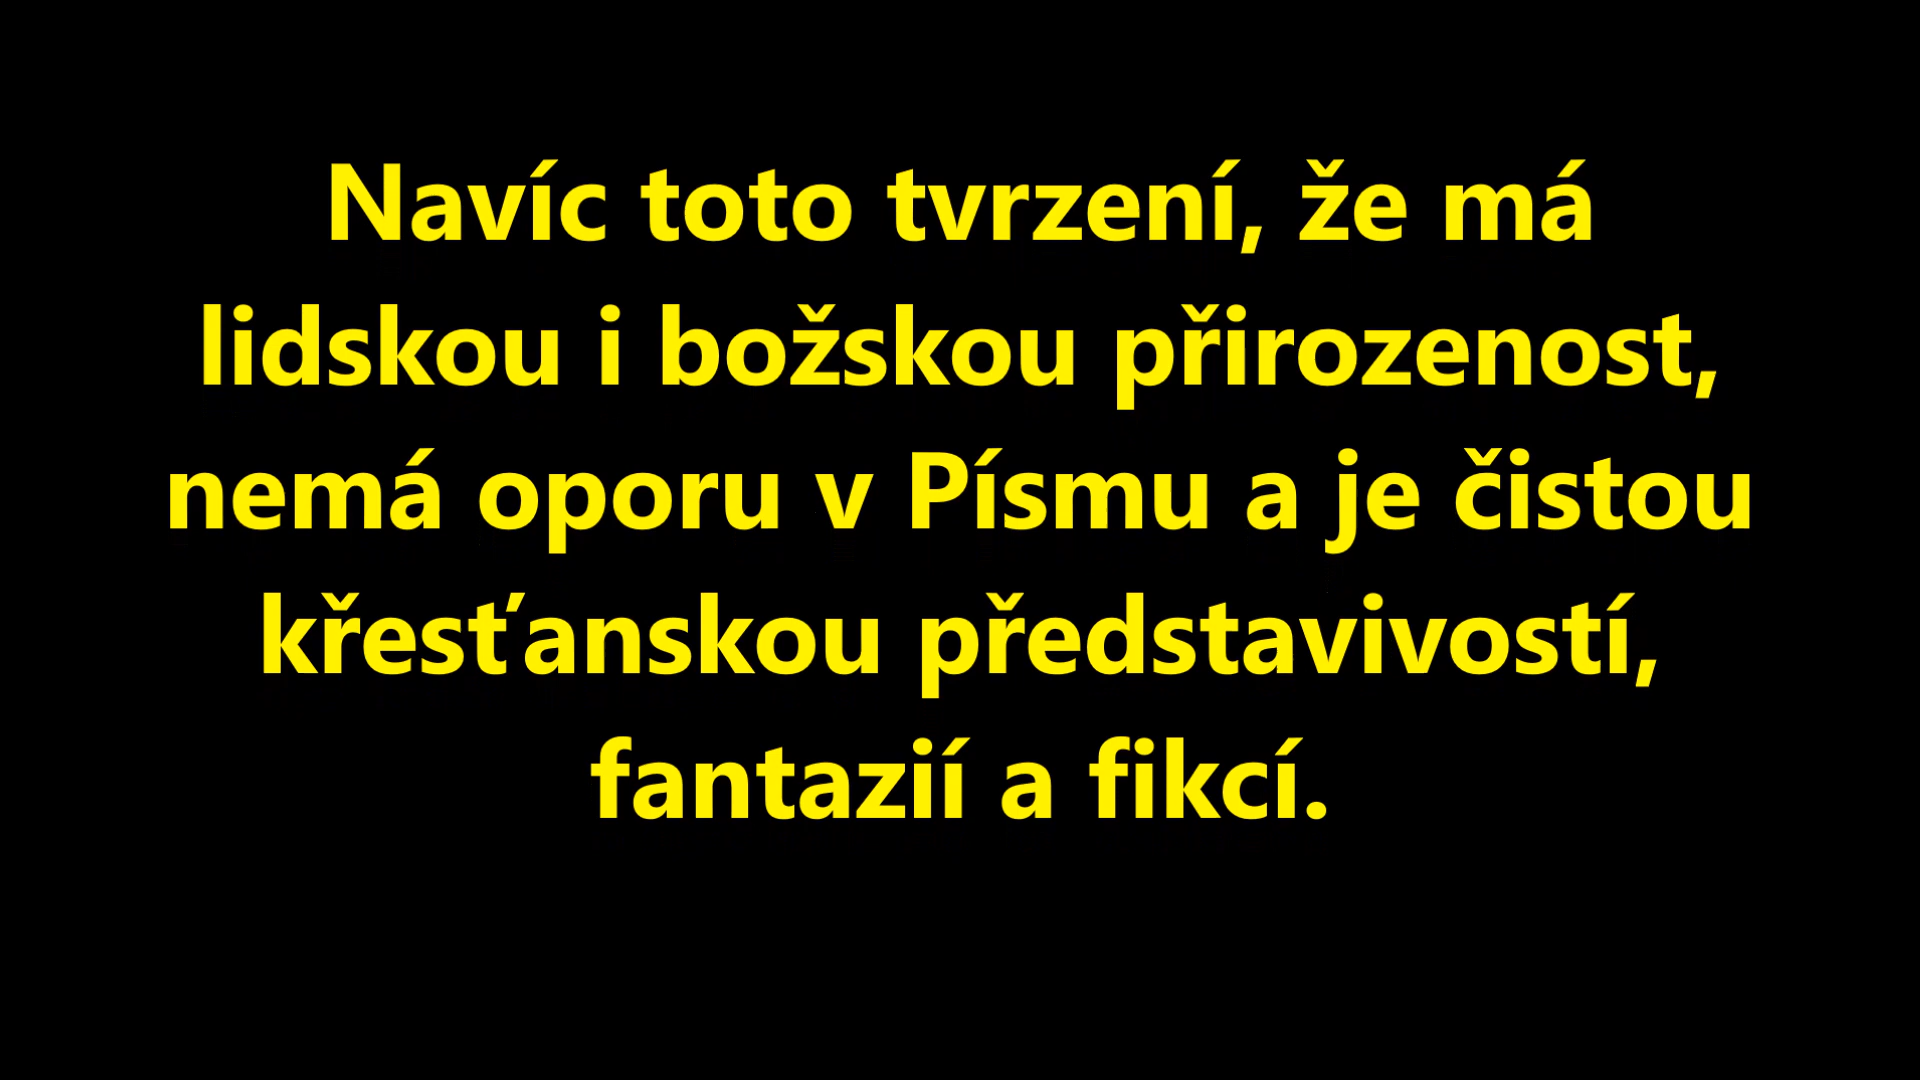 Navíc toto tvrzení, že má
lidskou i božskou přirozenost,
nemá oporu v Písmu a je čistou
křesťanskou představivostí,
fantazií a fikcí.